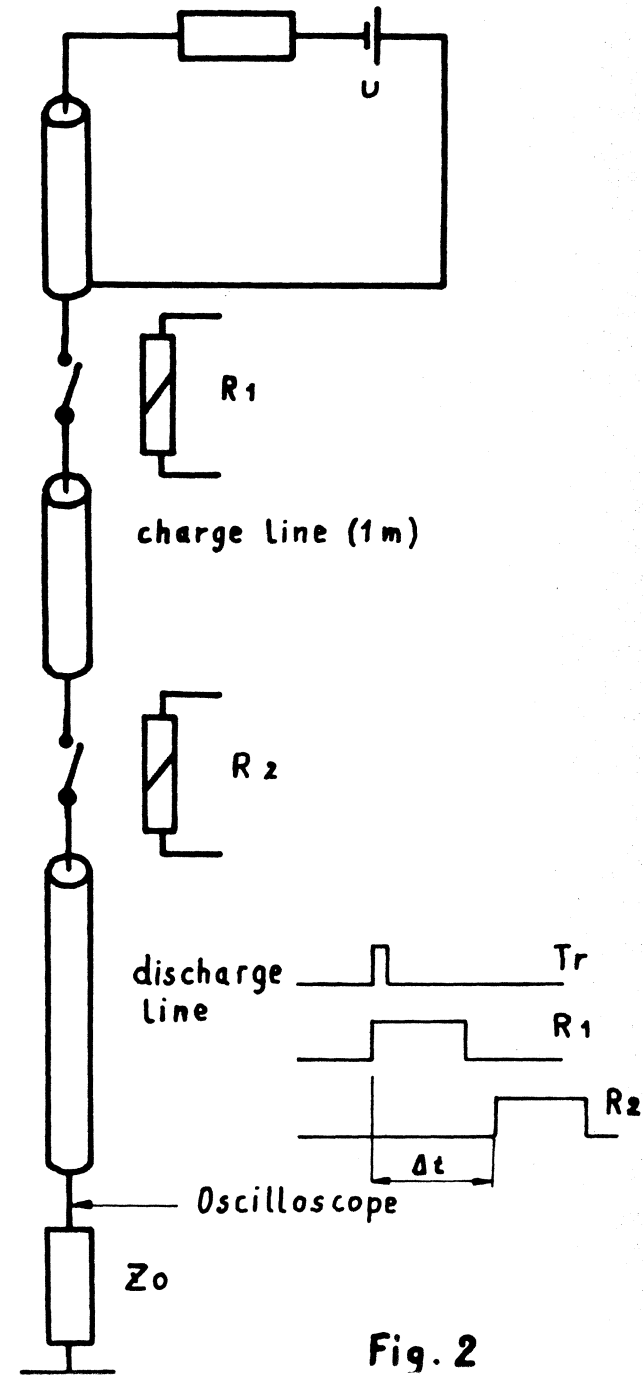 U
R1
charge line (1m)
R2
discharge
line
Tr
R1
R2
Δt
Oscilloscope
Zo
Fig. 2